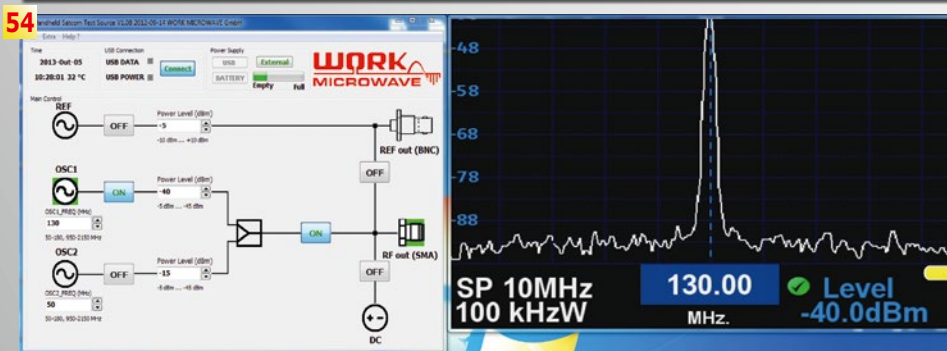 54
Handheld Satcom Test Source V1.08 2012-09-14 WORK MICROWAVE GmbH
Extra Help ?
Time
USB Connection
Power Supply
2013-Out-05
USB DATA
USB
External
10:28:01 32 °C
USB POWER
Connect
BATTERY
Empty
Full
WORK
MICROWAVE
Main Control
REF
OFF
Power Level (dBm)
-5
-10 dBm ... +10 dBm
REF out (BNC)
OFF
OSC1
ON
Power Level (dBm)
-40
-5 dBm ... -45 dBm
OSC1_FREQ (MHz)
130
50-180, 950-2150 MHz
ON
RF out (SMA)
OSC2
OFF
Power Level (dBm)
-15
-5 dBm ... -45 dBm
OSC2_FREQ (MHz)
50
50-180, 950-2150 MHz
OFF
DC
-48
-58
-68
-78
-88
SP 10MHz
100 kHzW
130.00
MHz.
Level
-40.0dBm